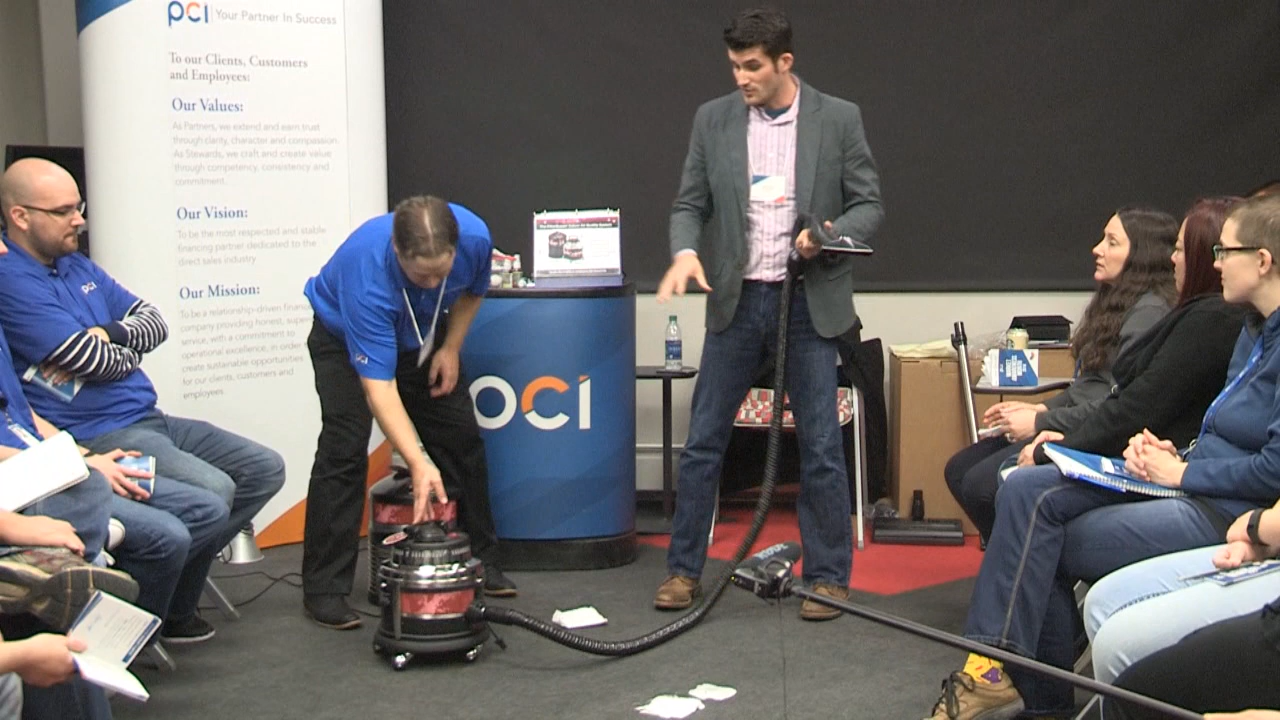 pci | Your Partner In Success
To our Clients, Customers
and Employees:
Our Values:
As Partners, we extend and earn trust
through clarity, character and compassion.
As Stewards, we craft and create value
through competency, consistency and
commitment.
Our Vision:
To be the most respected and stable
financing partner dedicated to the
direct sales industry
Our Mission:
To be a relationship-driven
company providing honest,
service, with a commitment to
operational excellence, in order
create sustainable opportunities
for our clients, customers and
employees.
pci
pci